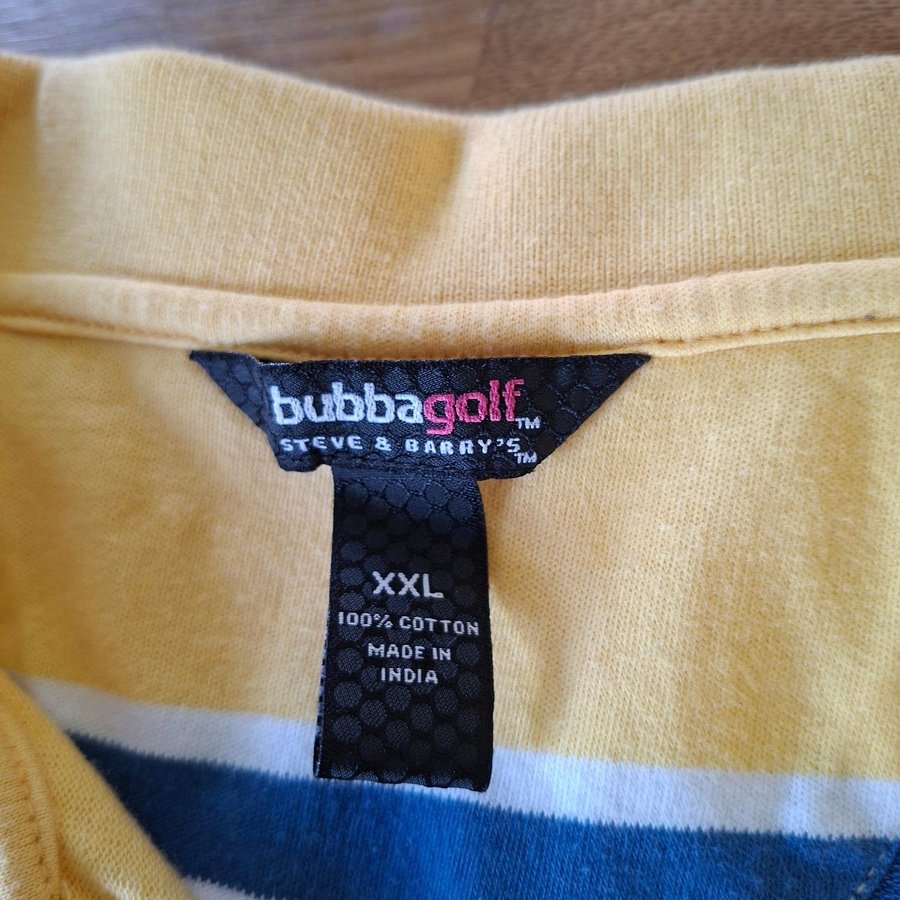 bubbagolf™
STEVE & BARRY'S™
XXL
100% COTTON
MADE IN
INDIA